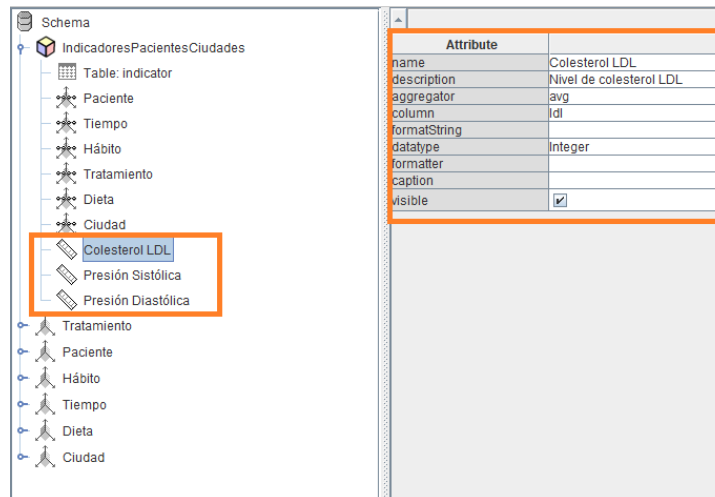 Schema
IndicadoresPacientesCiudades
Table: indicator
Paciente
Tiempo
Hábito
Tratamiento
Dieta
Ciudad
Colesterol LDL
Presión Sistólica
Presión Diastólica
Tratamiento
Paciente
Hábito
Tiempo
Dieta
Ciudad
Attribute
name Colesterol LDL
description Nivel de colesterol LDL
aggregator avg
column ldl
formatString
datatype Integer
formatter
caption
visible